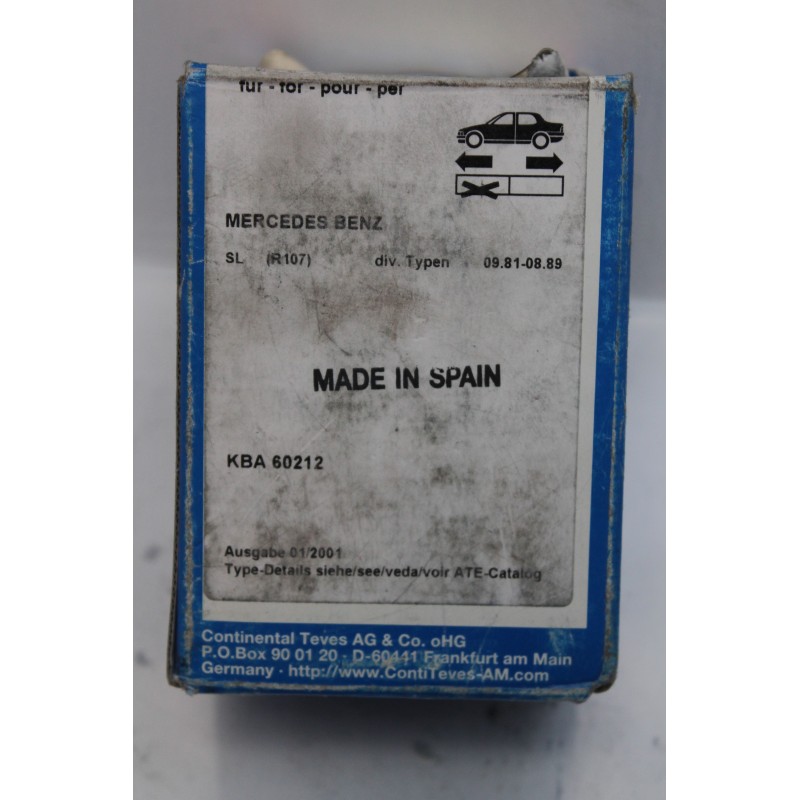 fur - for - pour - per
MERCEDES BENZ
SL (R107) div. Typen 09.81-08.89
MADE IN SPAIN
KBA 60212
Ausgabe 01/2001
Type-Details siehe/see/veda/voir ATE-Catalog
Continental Teves AG & Co. oHG
P.O.Box 90 01 20 · D-60441 Frankfurt am Main
Germany · http://www.ContiTeves-AM.com